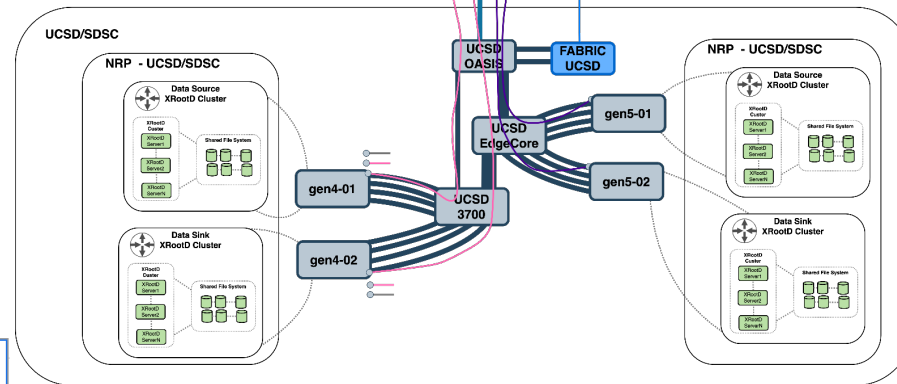 UCSD/SDSC
NRP - UCSD/SDSC
Data Source
XRootD Cluster
XRootD
Cluster
XRootD
Server1
XRootD
Server2
XRootD
ServerN
Shared File System
Data Sink
XRootD Cluster
XRootD
Cluster
XRootD
Server1
XRootD
Server2
XRootD
ServerN
Shared File System
gen4-01
gen4-02
UCSD
OASIS
FABRIC
UCSD
UCSD
EdgeCore
UCSD
3700
gen5-01
gen5-02
NRP - UCSD/SDSC
Data Source
XRootD Cluster
XRootD
Cluster
XRootD
Server1
XRootD
Server2
XRootD
ServerN
Shared File System
Data Sink
XRootD Cluster
XRootD
Cluster
XRootD
Server1
XRootD
Server2
XRootD
ServerN
Shared File System